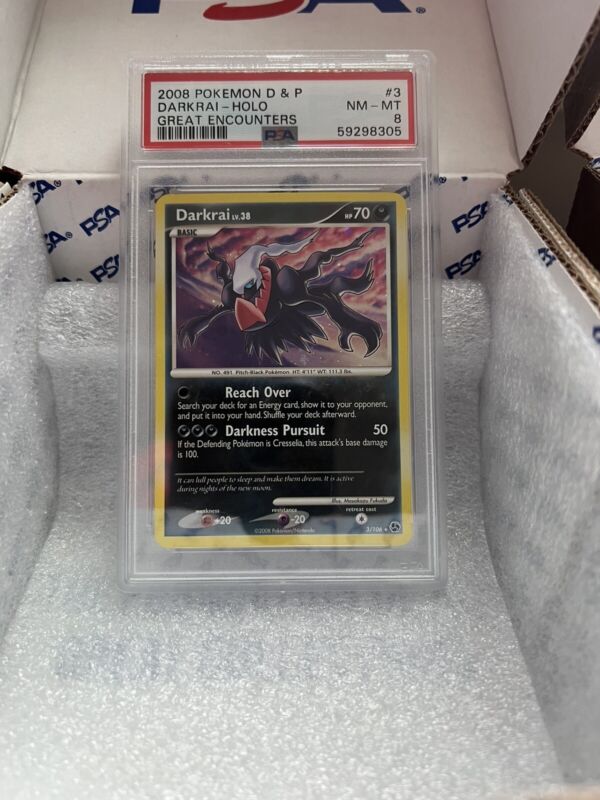 PSA
2008 POKEMON D & P #3
DARKRAI - HOLO NM - MT
GREAT ENCOUNTERS 8
PSA 59298305
Darkrai LV.38 HP 70
BASIC
NO. 491 Pitch-Black Pokémon HT: 4'11" WT: 111.3 lbs.
Reach Over
Search your deck for an Energy card, show it to your opponent,
and put it into your hand. Shuffle your deck afterward.
Darkness Pursuit 50
If the Defending Pokémon is Cresselia, this attack's base damage
is 100.
It can lull people to sleep and make them dream. It is active
during nights of the new moon.
Illus. Masakazu Fukuda
weakness resistance retreat cost
+20 -20
©2008 Pokémon/Nintendo 3/106
PSA
PSA
PSA
PSA